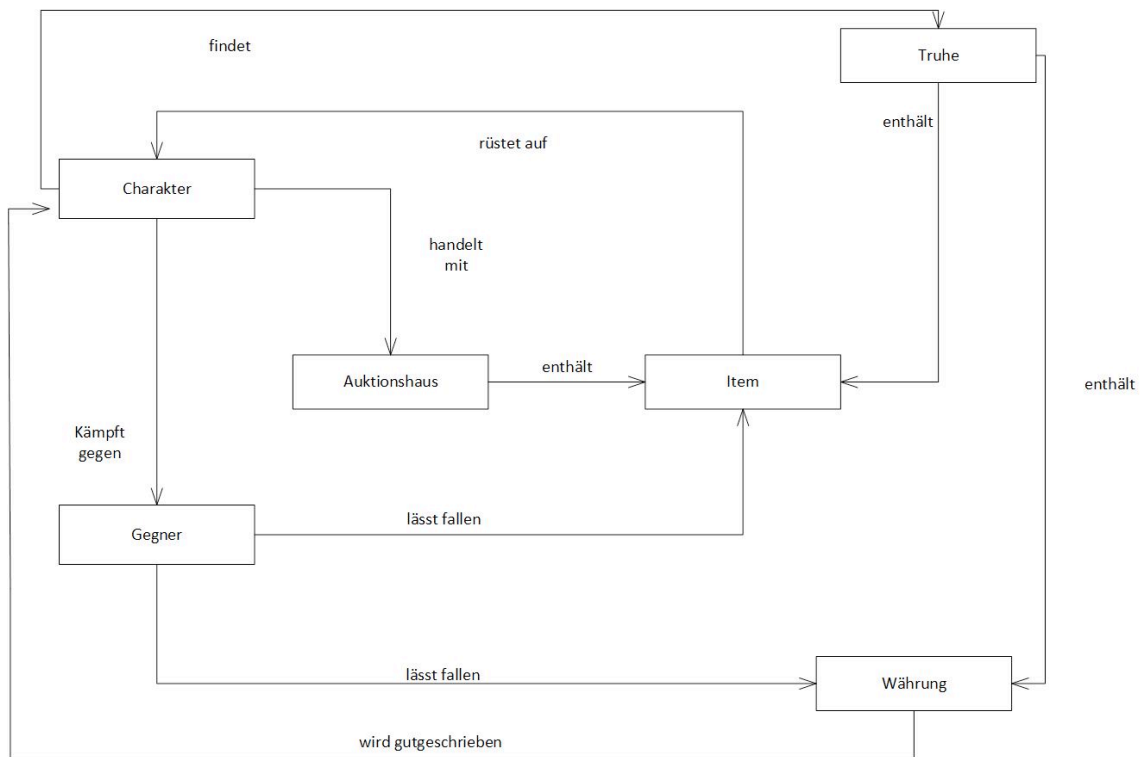 findet
Truhe
enthält
rüstet auf
Charakter
handelt
mit
Auktionshaus
enthält
Item
enthält
Kämpft
gegen
lässt fallen
Gegner
lässt fallen
Währung
wird gutgeschrieben